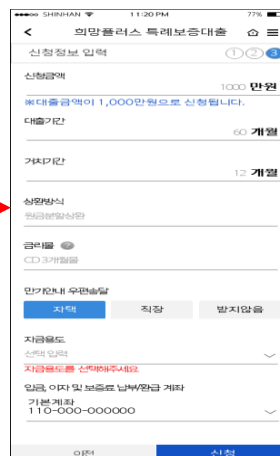 SHINHAN 11:20 PM 77%
희망플러스 특례보증대출
신청정보 입력 1 2 3
신청금액
1000 만원
※대출금액이 1,000만원으로 신청됩니다.
대출기간
60 개월
거치기간
12 개월
상환방식
원금분할상환
금리물 ?
CD 3개월물
만기안내 우편송달
자택 직장 받지않음
자금용도
선택 입력
자금용도를 선택해주세요.
입금, 이자 및 보증료 납부/환급 계좌
기본계좌
110-000-000000
이전 신청